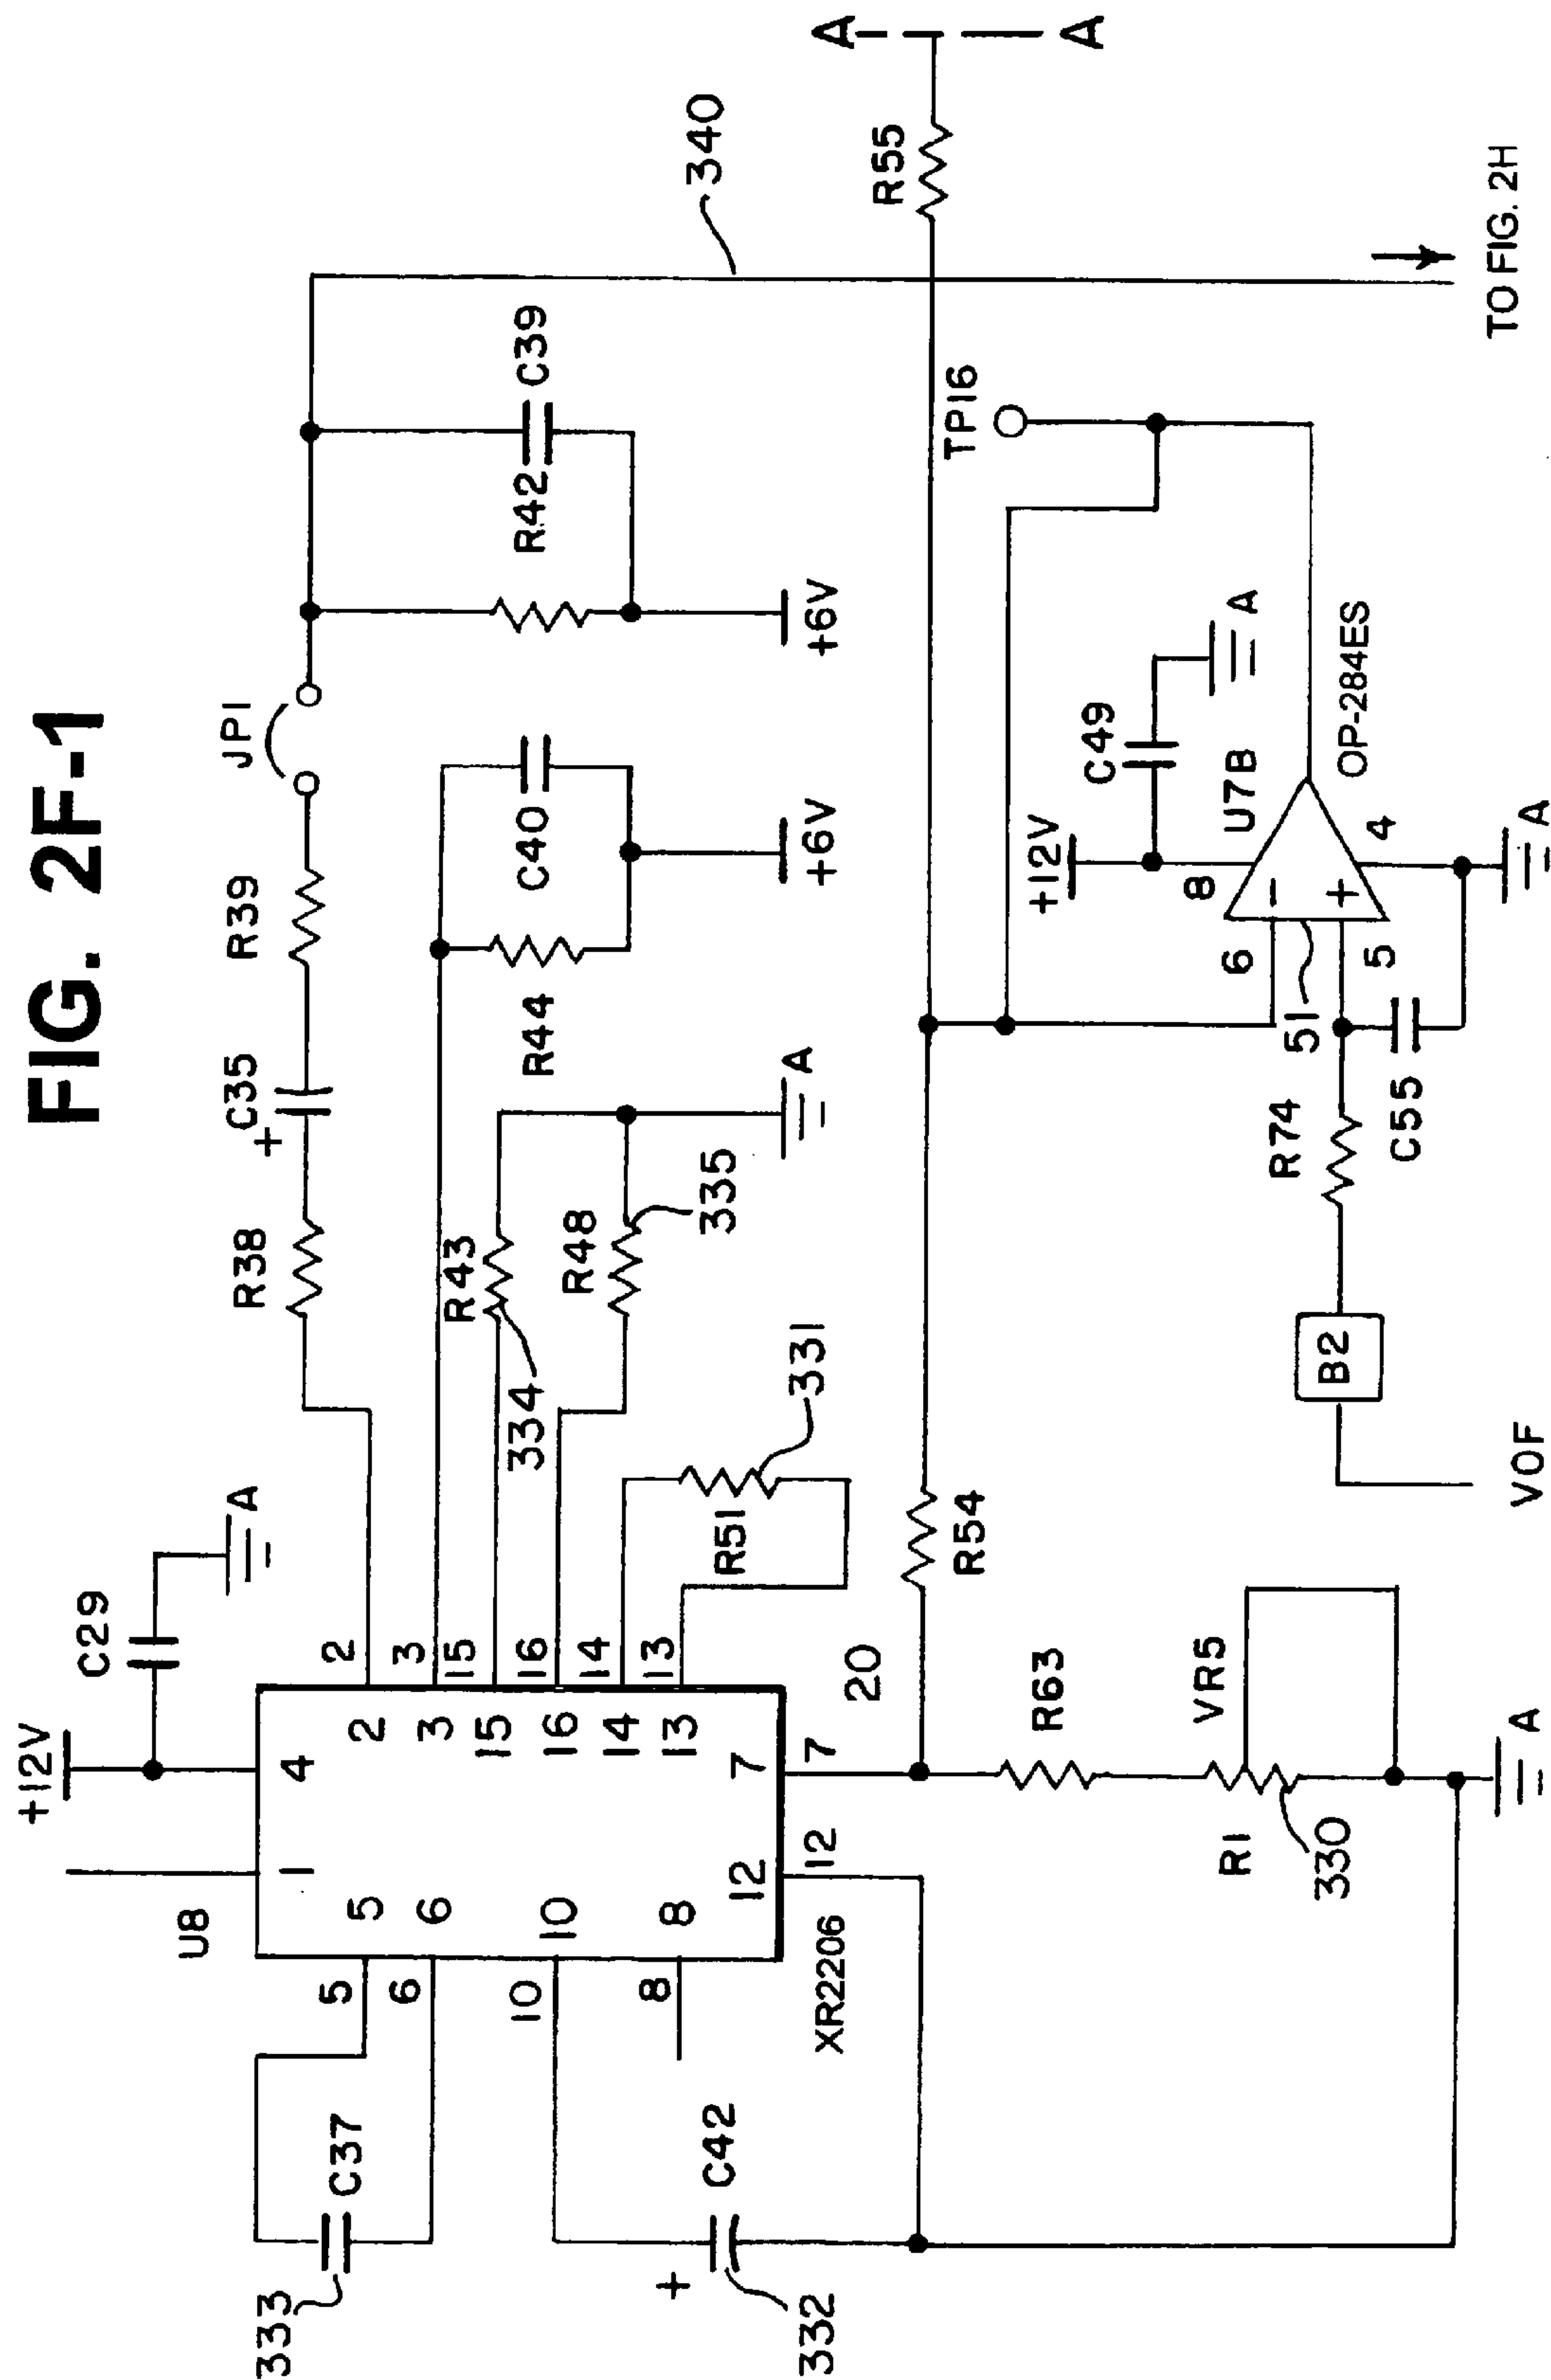 FIG. 2F-1
+12V
C29
A
U8
1
4
5
6
10
8
2
3
15
16
14
13
12
7
5
6
10
8
2
3
15
16
14
13
12
7
XR2206
20
333
C37
+
C42
332
R38
+
C35
R39
JP1
R42
C39
+6V
340
R44
C40
+6V
R43
334
R48
335
A
R51
331
R54
R55
A
A
R63
VR5
R1
330
A
TP16
+12V
C49
A
8
U7B
OP-284ES
6
−
+
5
4
51
A
R74
C55
B2
VOF
TO FIG. 2H